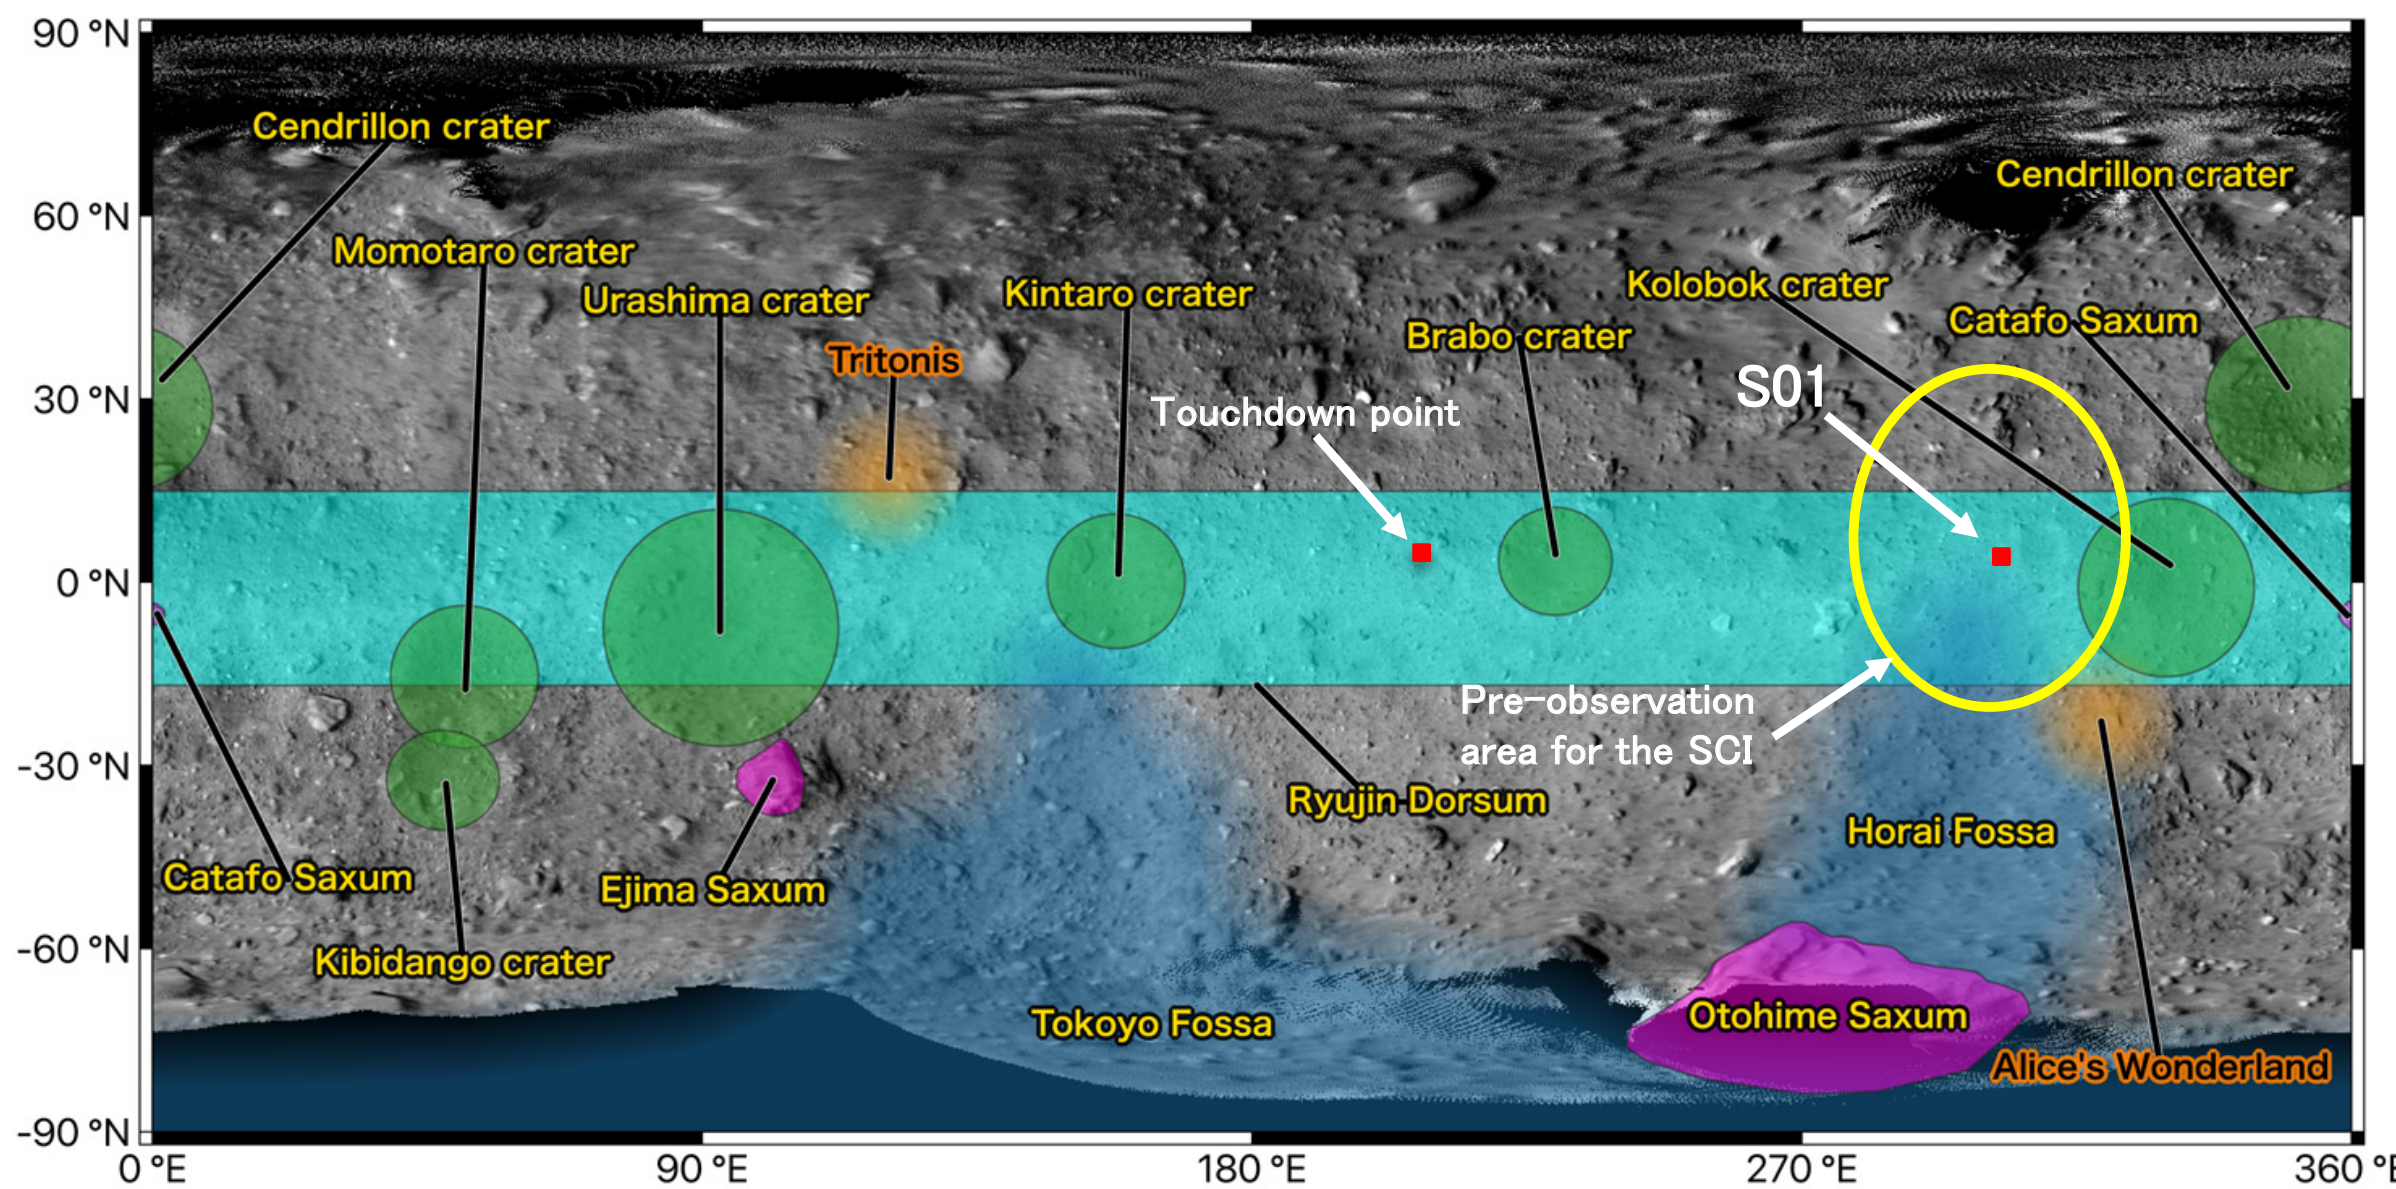 90 °N
Cendrillon crater
Cendrillon crater
60 °N
Momotaro crater
Urashima crater
Kintaro crater
Kolobok crater
Catafo Saxum
Brabo crater
Tritonis
S01
30 °N
Touchdown point
0 °N
Pre-observation
area for the SCI
-30 °N
Ryujin Dorsum
Horai Fossa
Catafo Saxum
Ejima Saxum
-60 °N
Kibidango crater
Tokoyo Fossa
Otohime Saxum
Alice's Wonderland
-90 °N
0 °E
90 °E
180 °E
270 °E
360 °E